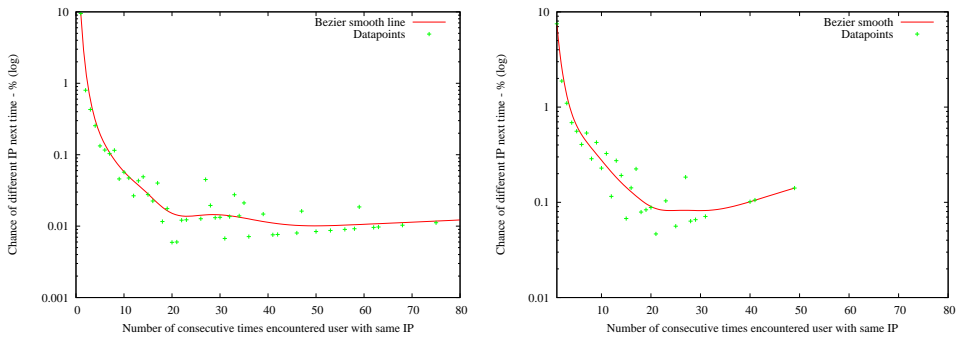 10
1
0.1
0.01
0.001
0 10 20 30 40 50 60 70 80
Chance of different IP next time - % (log)
Number of consecutive times encountered user with same IP
Bezier smooth line
Datapoints
10
1
0.1
0.01
10 20 30 40 50 60 70 80
Chance of different IP next time - % (log)
Number of consecutive times encountered user with same IP
Bezier smooth
Datapoints